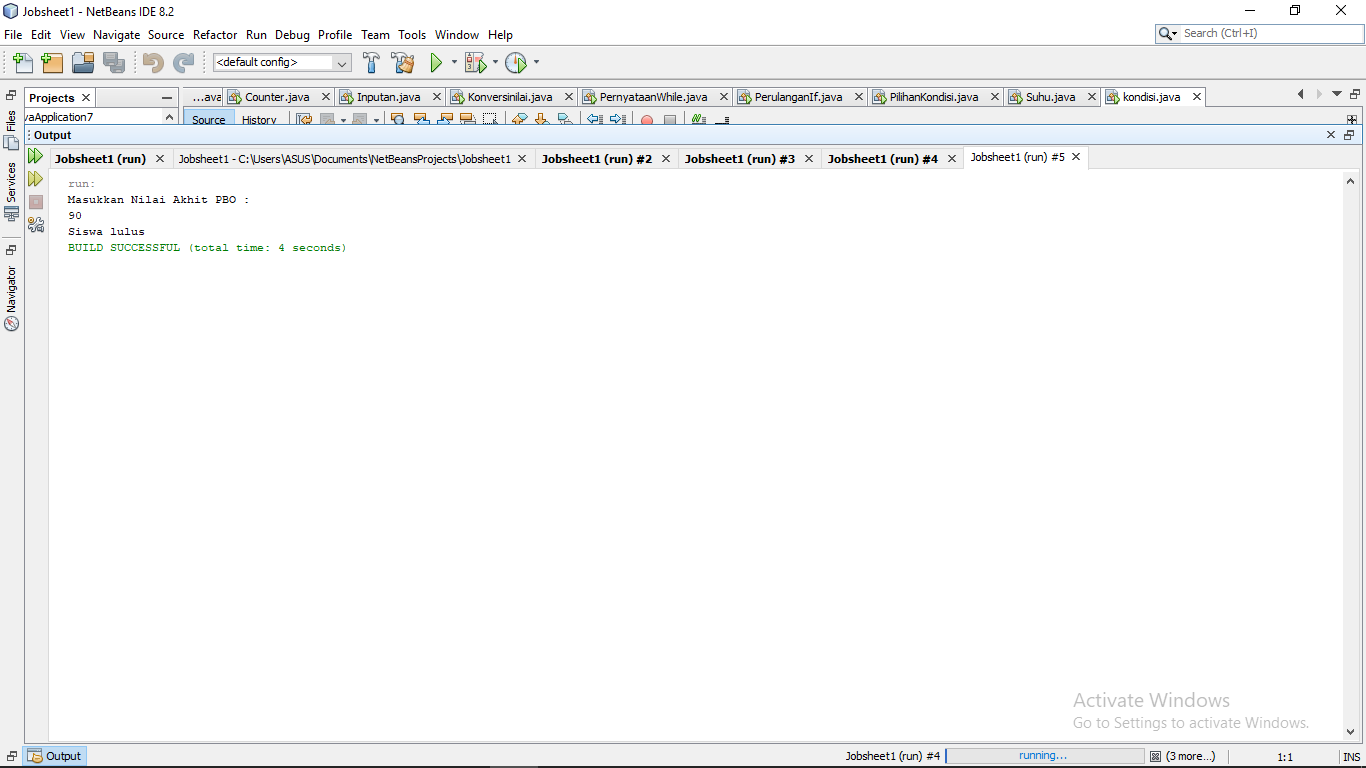 Jobsheet1 - NetBeans IDE 8.2
File Edit View Navigate Source Refactor Run Debug Profile Team Tools Window Help
Search (Ctrl+I)
<default config>
Projects
...ava Counter.java Inputan.java Konversinilai.java PernyataanWhile.java PerulanganIf.java PilihanKondisi.java Suhu.java kondisi.java
vaApplication7
Source History
Files
Services
Navigator
Output
Jobsheet1 (run) Jobsheet1 - C:\Users\ASUS\Documents\NetBeansProjects\Jobsheet1 Jobsheet1 (run) #2 Jobsheet1 (run) #3 Jobsheet1 (run) #4 Jobsheet1 (run) #5
run:
Masukkan Nilai Akhit PBO :
90
Siswa lulus
BUILD SUCCESSFUL (total time: 4 seconds)
Activate Windows
Go to Settings to activate Windows.
Output
Jobsheet1 (run) #4 running... (3 more...) 1:1 INS